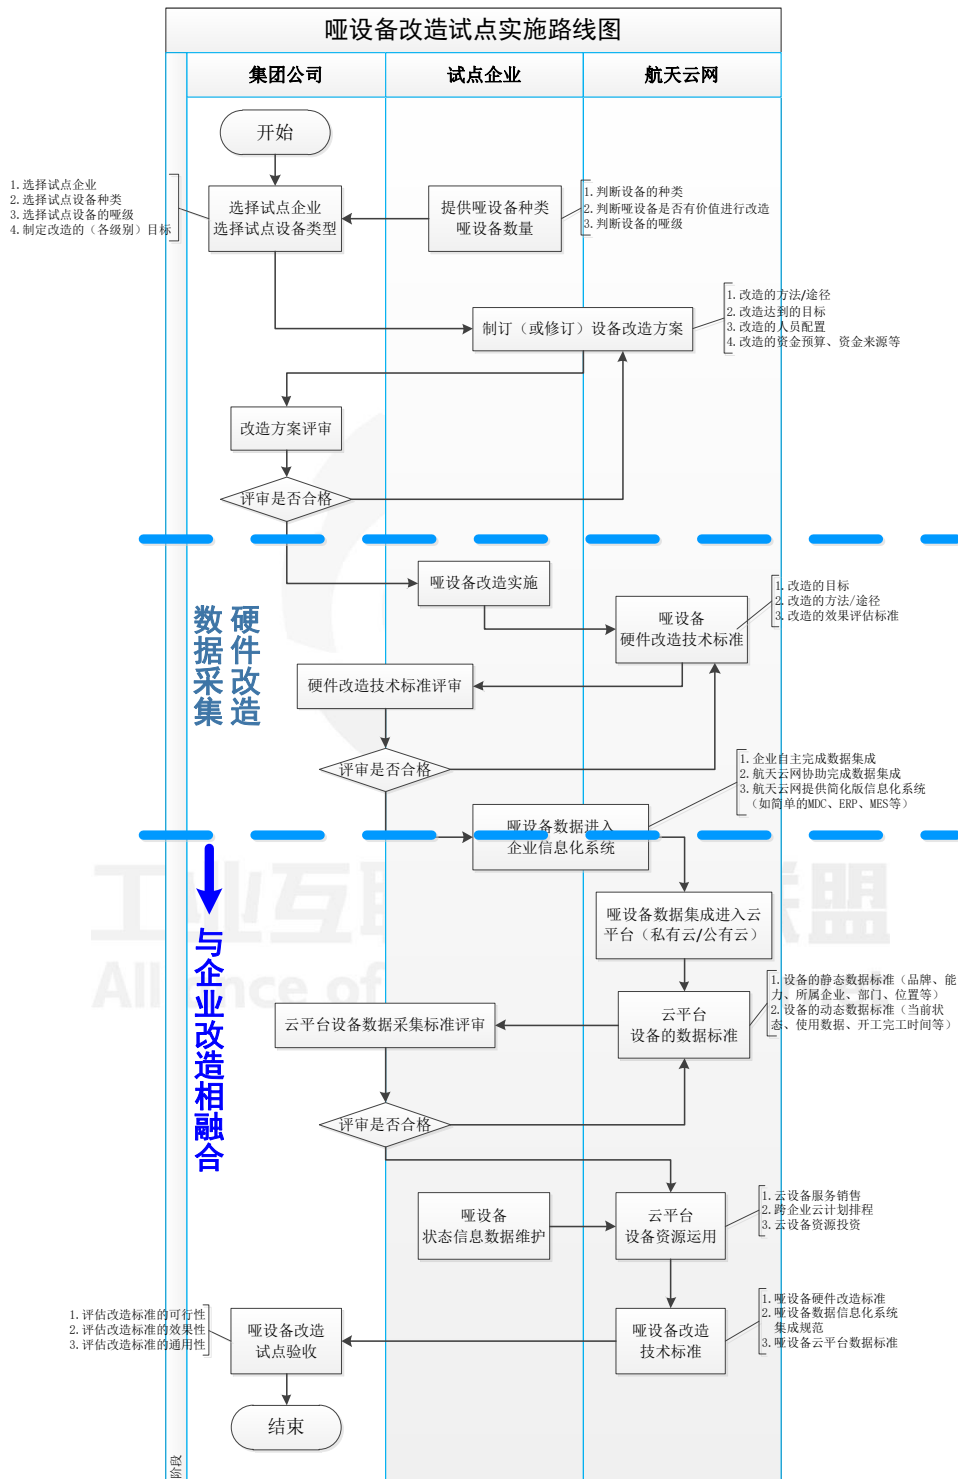 哑设备改造试点实施路线图
集团公司
试点企业
航天云网
开始
1.选择试点企业
2.选择试点设备种类
3.选择试点设备的哑级
4.制定改造的（各级别）目标
选择试点企业
选择试点设备类型
提供哑设备种类
哑设备数量
1.判断设备的种类
2.判断哑设备是否有价值进行改造
3.判断设备的哑级
制订（或修订）设备改造方案
1.改造的方法/途径
2.改造达到的目标
3.改造的人员配置
4.改造的资金预算、资金来源等
改造方案评审
评审是否合格
数据采集
硬件改造
哑设备改造实施
哑设备
硬件改造技术标准
1.改造的目标
2.改造的方法/途径
3.改造的效果评估标准
硬件改造技术标准评审
评审是否合格
1.企业自主完成数据集成
2.航天云网协助完成数据集成
3.航天云网提供简化版信息化系统
（如简单的MDC、ERP、MES等）
哑设备数据进入
企业信息化系统
与企业改造相融合
哑设备数据集成进入云
平台（私有云/公有云）
云平台设备数据采集标准评审
云平台
设备的数据标准
1.设备的静态数据标准（品牌、能
力、所属企业、部门、位置等）
2.设备的动态数据标准（当前状
态、使用数据、开工完工时间等）
评审是否合格
哑设备
状态信息数据维护
云平台
设备资源运用
1.云设备服务销售
2.跨企业云计划排程
3.云设备资源投资
1.评估改造标准的可行性
2.评估改造标准的效果性
3.评估改造标准的通用性
哑设备改造
试点验收
哑设备改造
技术标准
1.哑设备硬件改造标准
2.哑设备数据信息化系统
集成规范
3.哑设备云平台数据标准
结束
阶段
工业互
联盟
Alliance of